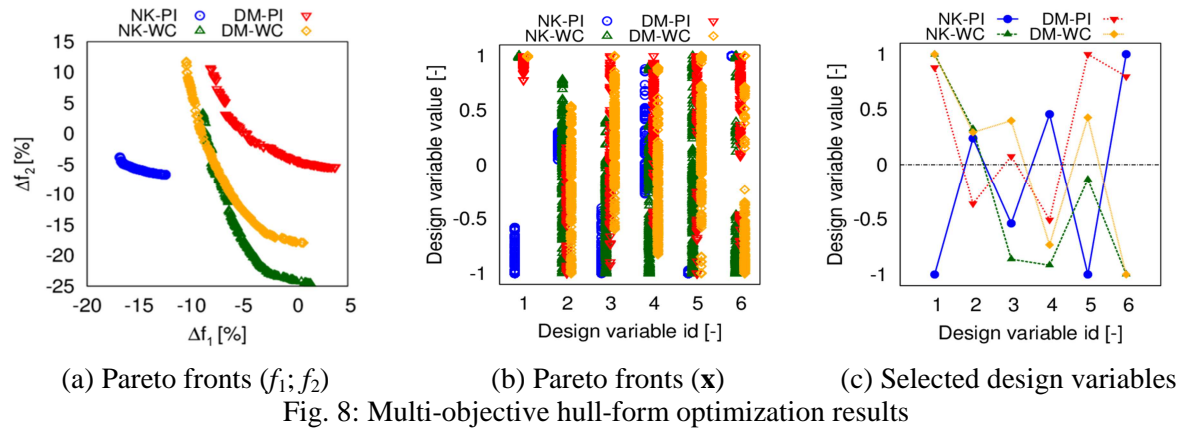 NK-PI DM-PI
NK-WC DM-WC
15
10
5
0
-5
-10
-15
-20
-25
Δf₂ [%]
-20 -15 -10 -5 0 5
Δf₁ [%]
(a) Pareto fronts (f₁; f₂)
NK-PI DM-PI
NK-WC DM-WC
1
0.5
0
-0.5
-1
Design variable value [-]
1 2 3 4 5 6
Design variable id [-]
(b) Pareto fronts (x)
NK-PI DM-PI
NK-WC DM-WC
1
0.5
0
-0.5
-1
Design variable value [-]
1 2 3 4 5 6
Design variable id [-]
(c) Selected design variables
Fig. 8: Multi-objective hull-form optimization results